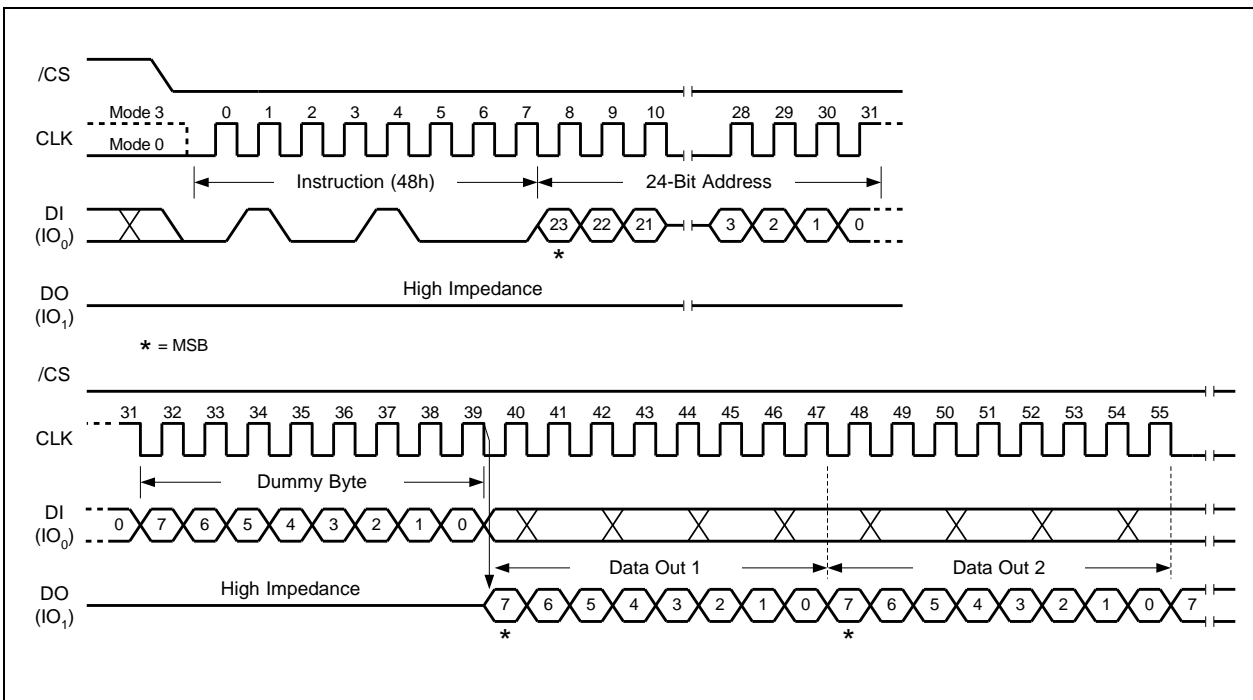 /CS
Mode 3 0 1 2 3 4 5 6 7 8 9 10 28 29 30 31
CLK
Mode 0
Instruction (48h) 24-Bit Address
DI
(IO0) 23 22 21 3 2 1 0
*
DO High Impedance
(IO1)
* = MSB
/CS
31 32 33 34 35 36 37 38 39 40 41 42 43 44 45 46 47 48 49 50 51 52 53 54 55
CLK
Dummy Byte
DI
(IO0) 0 7 6 5 4 3 2 1 0
Data Out 1 Data Out 2
DO High Impedance
(IO1) 7 6 5 4 3 2 1 0 7 6 5 4 3 2 1 0 7
* *